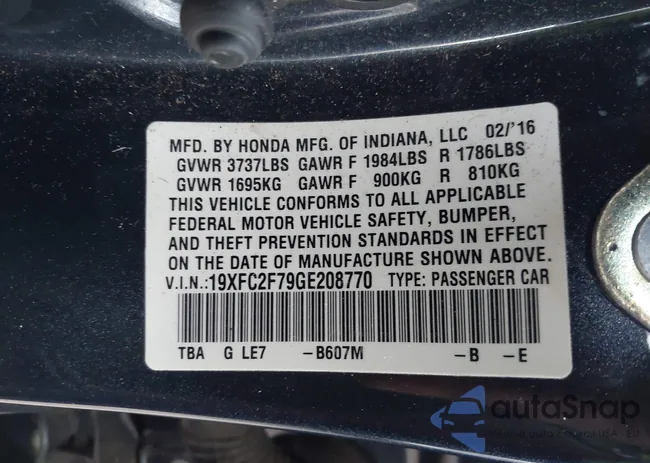 MFD. BY HONDA MFG. OF INDIANA, LLC 02/'16
GVWR 3737LBS GAWR F 1984LBS R 1786LBS
GVWR 1695KG GAWR F 900KG R 810KG
THIS VEHICLE CONFORMS TO ALL APPLICABLE
FEDERAL MOTOR VEHICLE SAFETY, BUMPER,
AND THEFT PREVENTION STANDARDS IN EFFECT
ON THE DATE OF MANUFACTURE SHOWN ABOVE.
V.I.N.:19XFC2F79GE208770 TYPE: PASSENGER CAR
TBA G LE7 -B607M -B -E
autoSnap